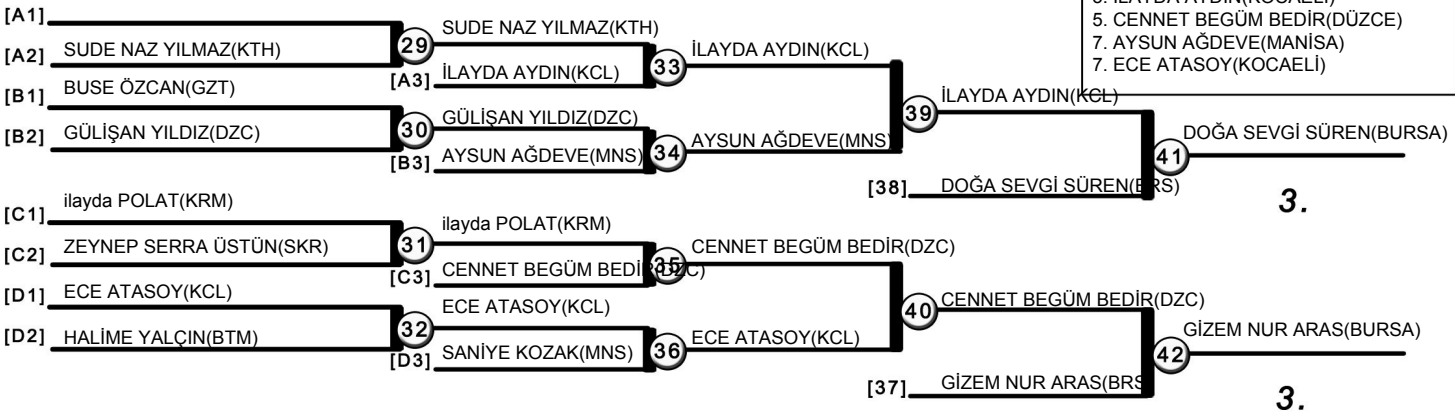 5. İLAYDA AYDIN(KOCAELİ)
5. CENNET BEGÜM BEDİR(DÜZCE)
7. AYSUN AĞDEVE(MANİSA)
7. ECE ATASOY(KOCAELİ)
[A1]
[A2] SUDE NAZ YILMAZ(KTH)
29 SUDE NAZ YILMAZ(KTH)
[A3] İLAYDA AYDIN(KCL)
33 İLAYDA AYDIN(KCL)
[B1] BUSE ÖZCAN(GZT)
[B2] GÜLİŞAN YILDIZ(DZC)
30 GÜLİŞAN YILDIZ(DZC)
[B3] AYSUN AĞDEVE(MNS)
34 AYSUN AĞDEVE(MNS)
39 İLAYDA AYDIN(KCL)
[38] DOĞA SEVGİ SÜREN(BRS)
41 DOĞA SEVGİ SÜREN(BURSA)
3.
[C1] ilayda POLAT(KRM)
[C2] ZEYNEP SERRA ÜSTÜN(SKR)
31 ilayda POLAT(KRM)
[C3] CENNET BEGÜM BEDİR(DZC)
35 CENNET BEGÜM BEDİR(DZC)
[D1] ECE ATASOY(KCL)
[D2] HALİME YALÇIN(BTM)
32 ECE ATASOY(KCL)
[D3] SANİYE KOZAK(MNS)
36 ECE ATASOY(KCL)
40 CENNET BEGÜM BEDİR(DZC)
[37] GİZEM NUR ARAS(BRS)
42 GİZEM NUR ARAS(BURSA)
3.